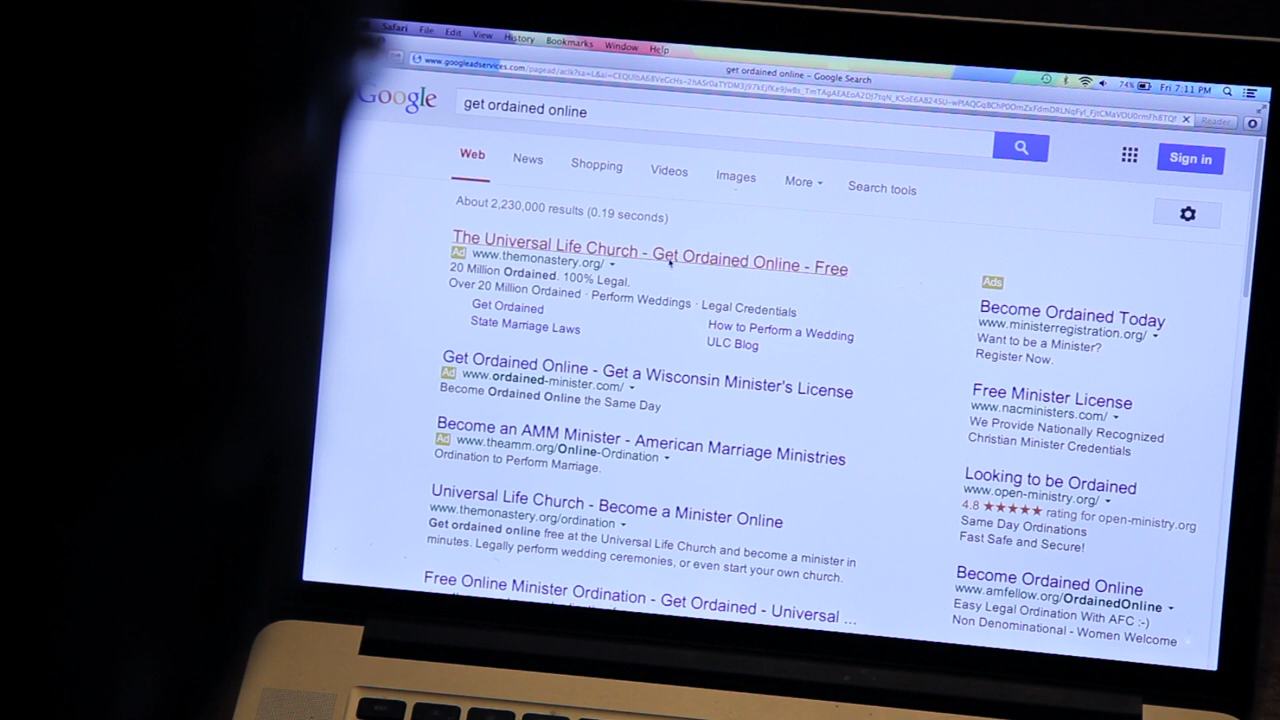 Safari File Edit View History Bookmarks Window Help
74% Fri 7:11 PM
get ordained online – Google Search
Reader
Google
get ordained online
Sign in
Web News Shopping Videos Images More Search tools
About 2,230,000 results (0.19 seconds)
The Universal Life Church - Get Ordained Online - Free
Ad www.themonastery.org/
20 Million Ordained. 100% Legal.
Over 20 Million Ordained · Perform Weddings · Legal Credentials
Get Ordained
How to Perform a Wedding
State Marriage Laws
ULC Blog
Get Ordained Online - Get a Wisconsin Minister's License
Ad www.ordained-minister.com/
Become Ordained Online the Same Day
Become an AMM Minister - American Marriage Ministries
Ad www.theamm.org/Online-Ordination
Ordination to Perform Marriage.
Universal Life Church - Become a Minister Online
www.themonastery.org/ordination
Get ordained online free at the Universal Life Church and become a minister in
minutes. Legally perform wedding ceremonies, or even start your own church.
Free Online Minister Ordination - Get Ordained - Universal ...
Ads
Become Ordained Today
www.ministerregistration.org/
Want to be a Minister?
Register Now.
Free Minister License
www.nacministers.com/
We Provide Nationally Recognized
Christian Minister Credentials
Looking to be Ordained
www.open-ministry.org/
4.8 ★★★★★ rating for open-ministry.org
Same Day Ordinations
Fast Safe and Secure!
Become Ordained Online
www.amfellow.org/OrdainedOnline
Easy Legal Ordination With AFC :-)
Non Denominational - Women Welcome